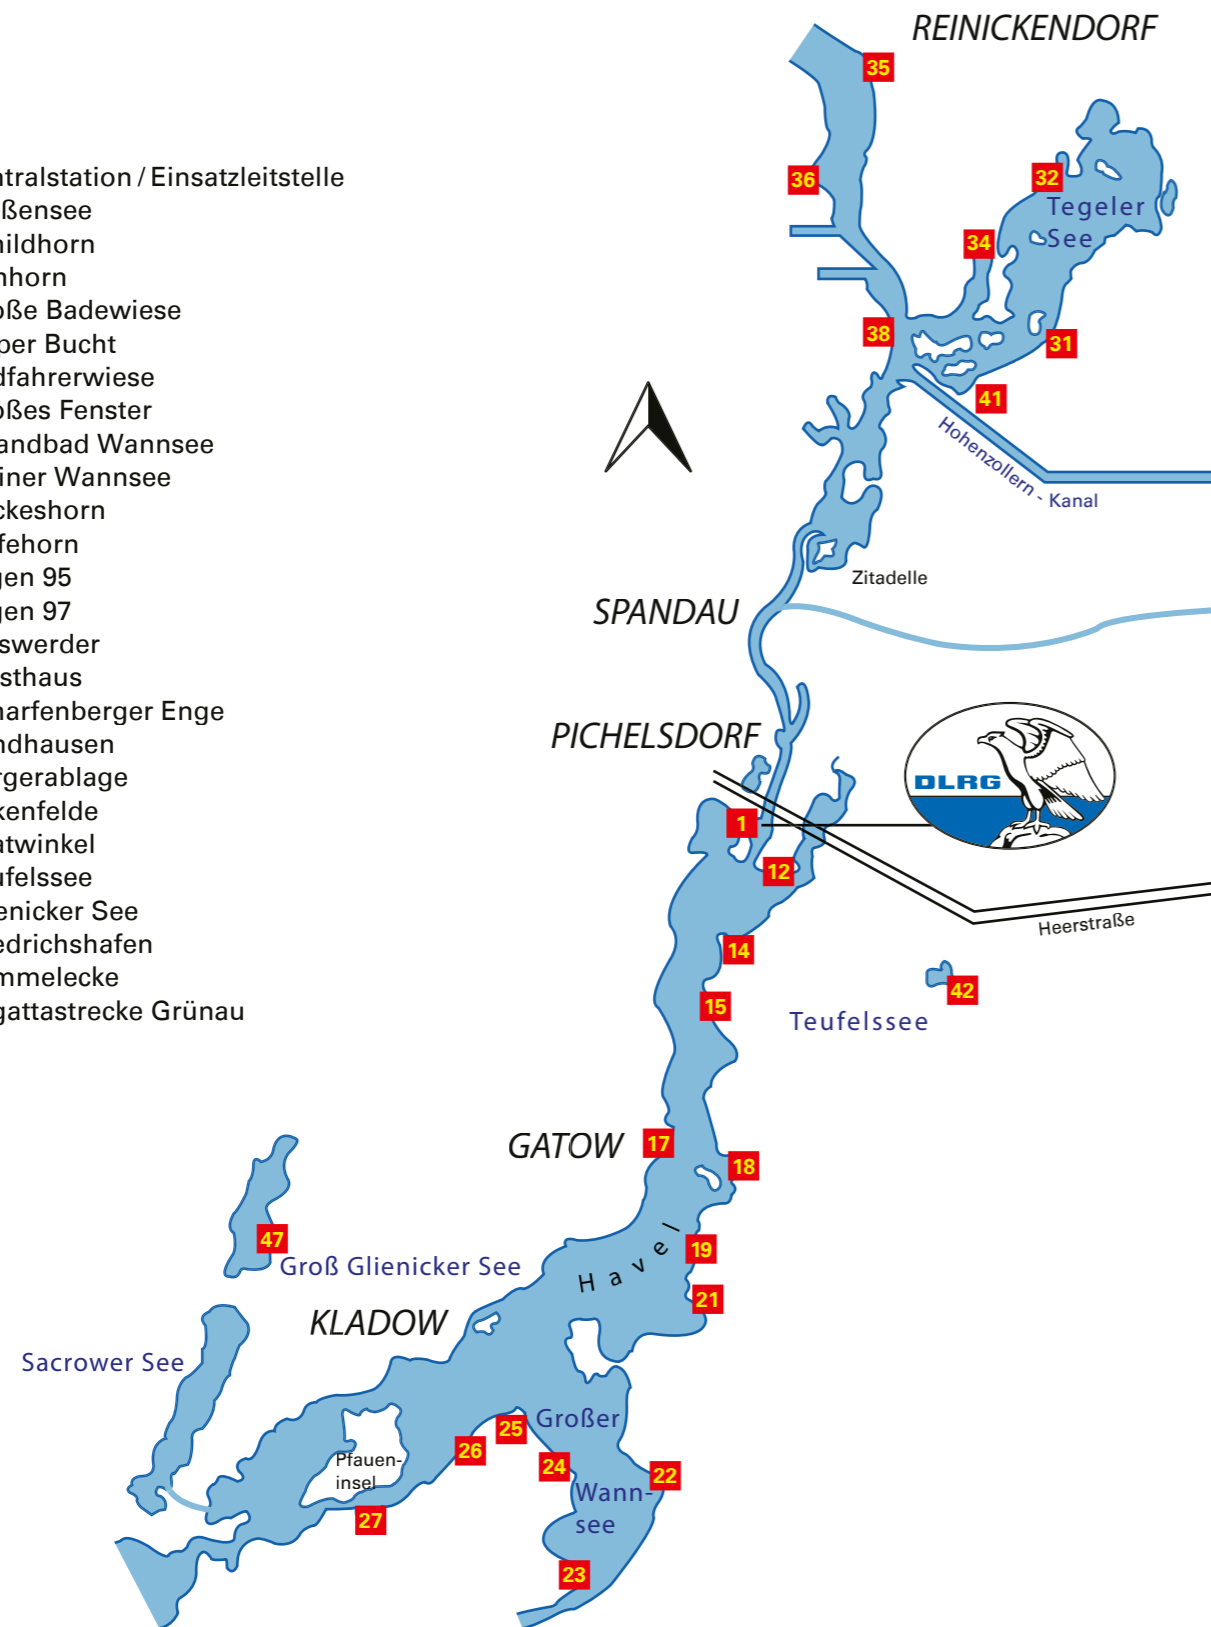 REINICKENDORF
35
ntralstation / Einsatzleitstelle
36
32
ßensee
Tegeler
hildhorn
34
See
nhorn
oße Badewiese
38
31
per Bucht
dfahrerwiese
41
oßes Fenster
andbad Wannsee
Hohenzollern - Kanal
iner Wannsee
ckeshorn
fehorn
gen 95
Zitadelle
gen 97
SPANDAU
swerder
sthaus
harfenberger Enge
ndhausen
PICHELSDORF
rgerablage
DLRG
kenfelde
1
atwinkel
12
ufelssee
enicker See
Heerstraße
edrichshafen
14
mmelecke
42
gattastrecke Grünau
15
Teufelssee
GATOW
17
18
47
Havel
19
Groß Glienicker See
21
KLADOW
Sacrower See
25
Großer
26
Pfauen-
24
22
insel
Wann-
27
see
23